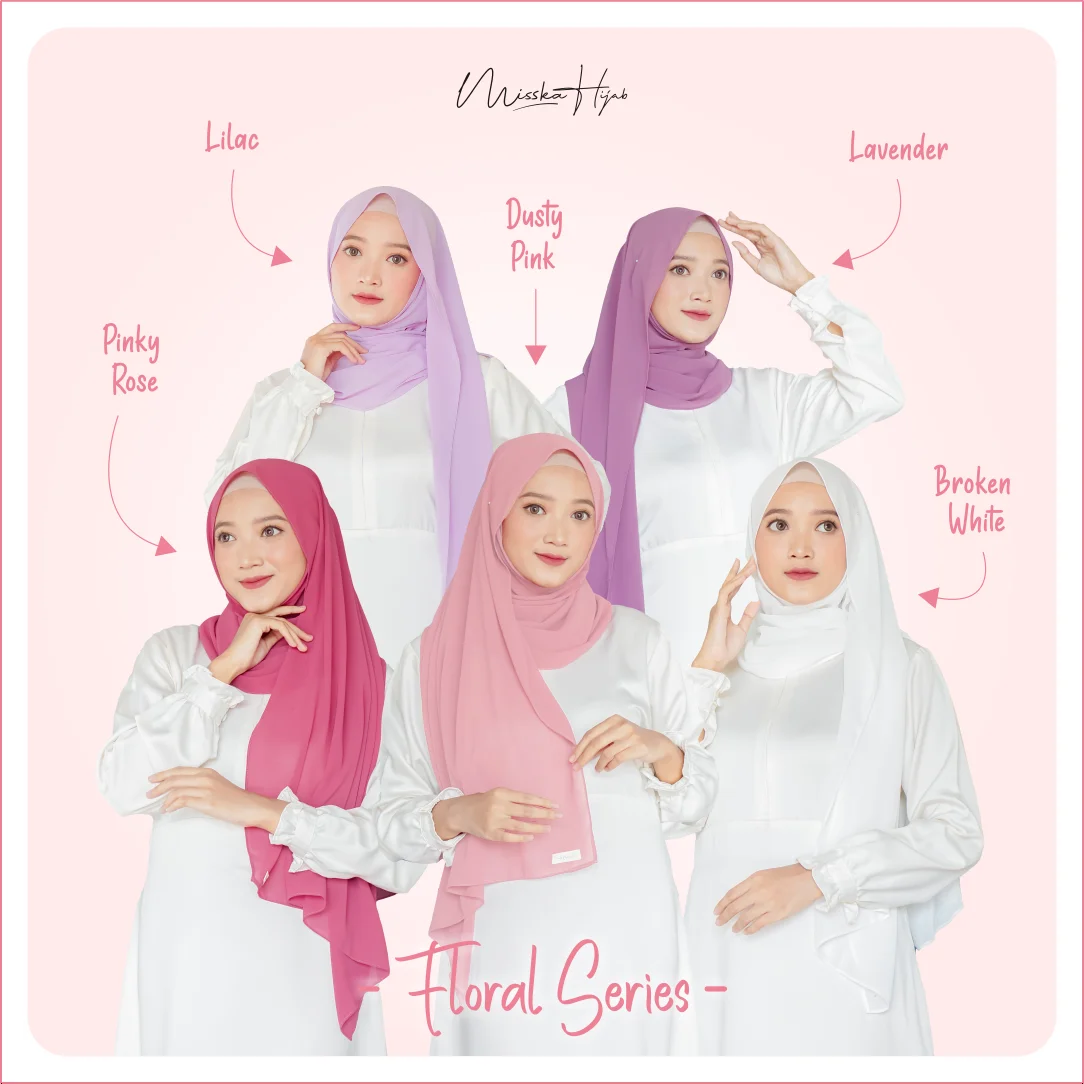 Misska Hijab
Lilac
Lavender
Dusty
Pink
Pinky
Rose
Broken
White
- Floral Series -